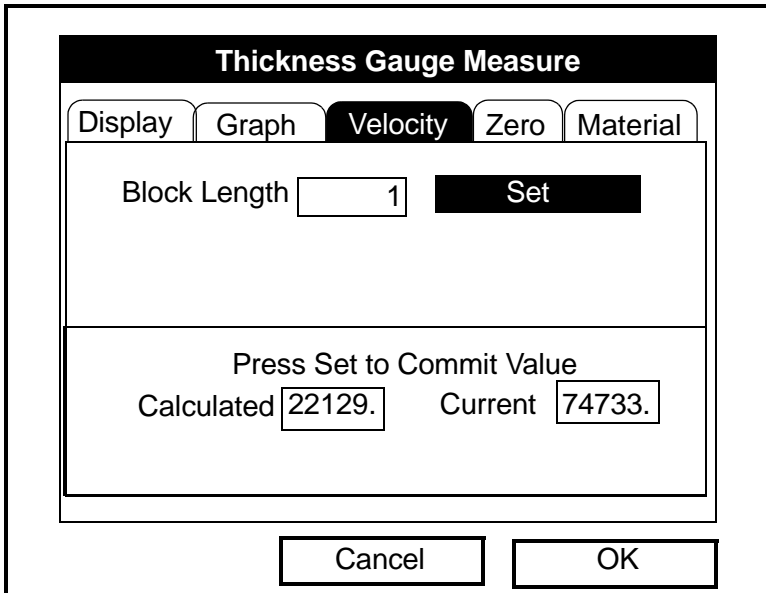 Thickness Gauge Measure
Display Graph Velocity Zero Material
Block Length 1 Set
Press Set to Commit Value
Calculated 22129. Current 74733.
Cancel OK